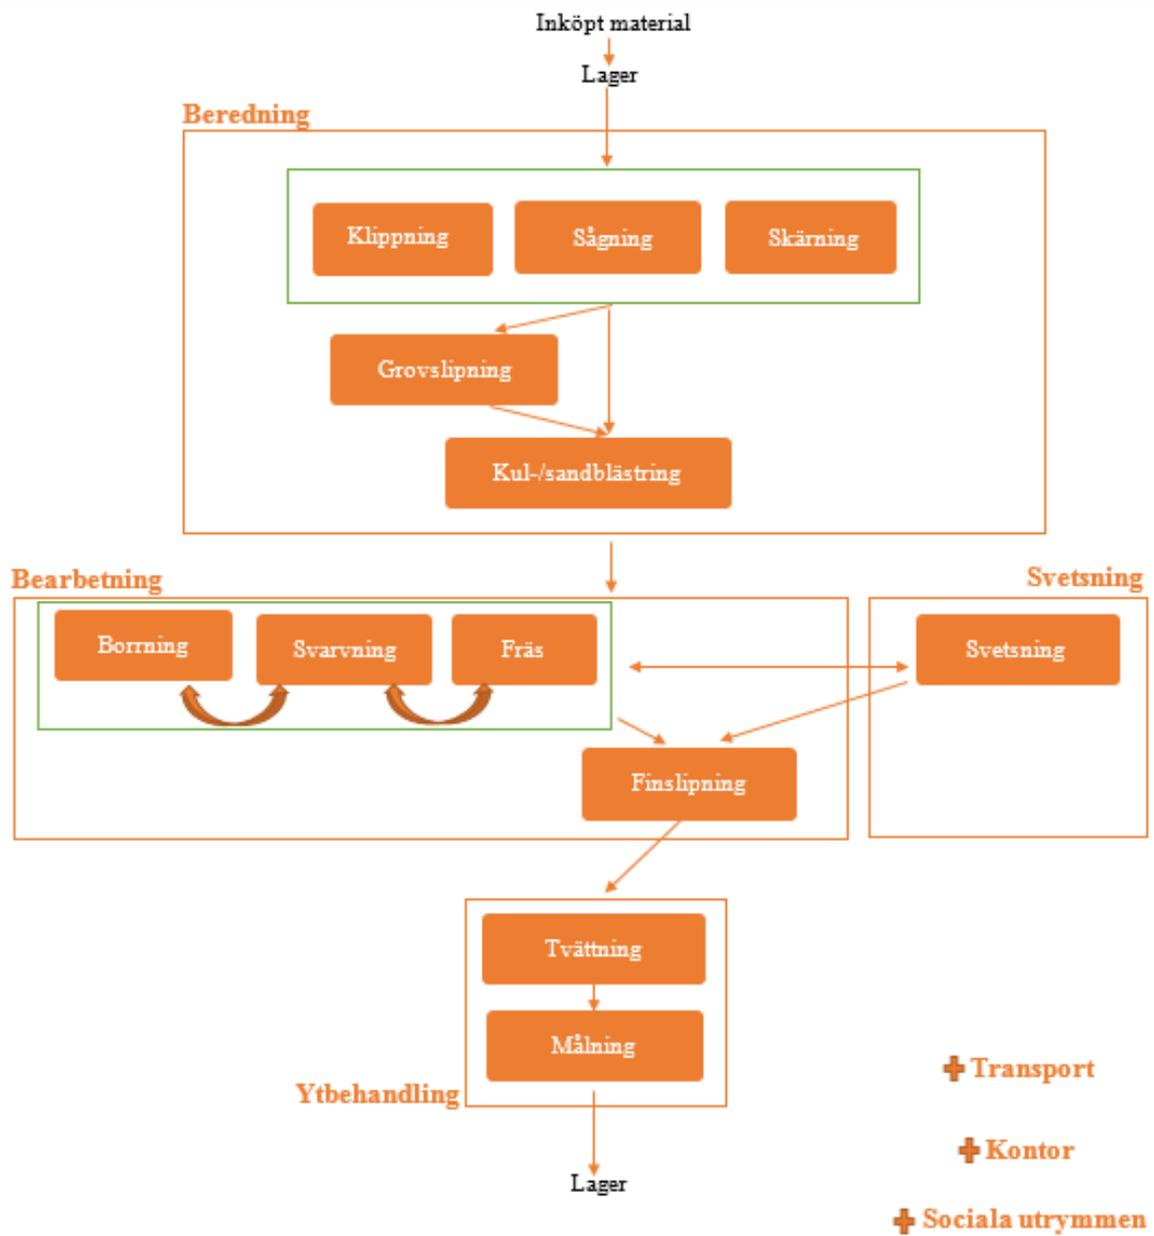 Inköpt material
Lager
Beredning
Klippning
Sågning
Skärning
Grovslipning
Kul-/sandblästring
Bearbetning
Svetsning
Borrning
Svarvning
Fräs
Svetsning
Finslipning
Tvättning
Målning
Ytbehandling
Lager
Transport
Kontor
Sociala utrymmen